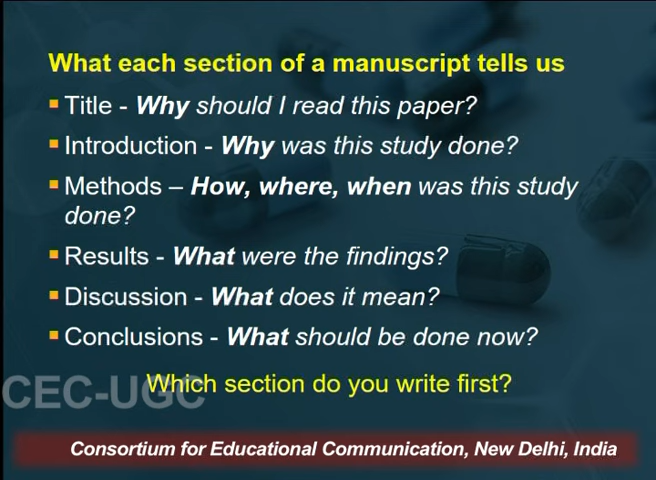 What each section of a manuscript tells us
▪ Title - Why should I read this paper?
▪ Introduction - Why was this study done?
▪ Methods – How, where, when was this study
done?
▪ Results - What were the findings?
▪ Discussion - What does it mean?
▪ Conclusions - What should be done now?
Which section do you write first?
CEC-UGC
Consortium for Educational Communication, New Delhi, India